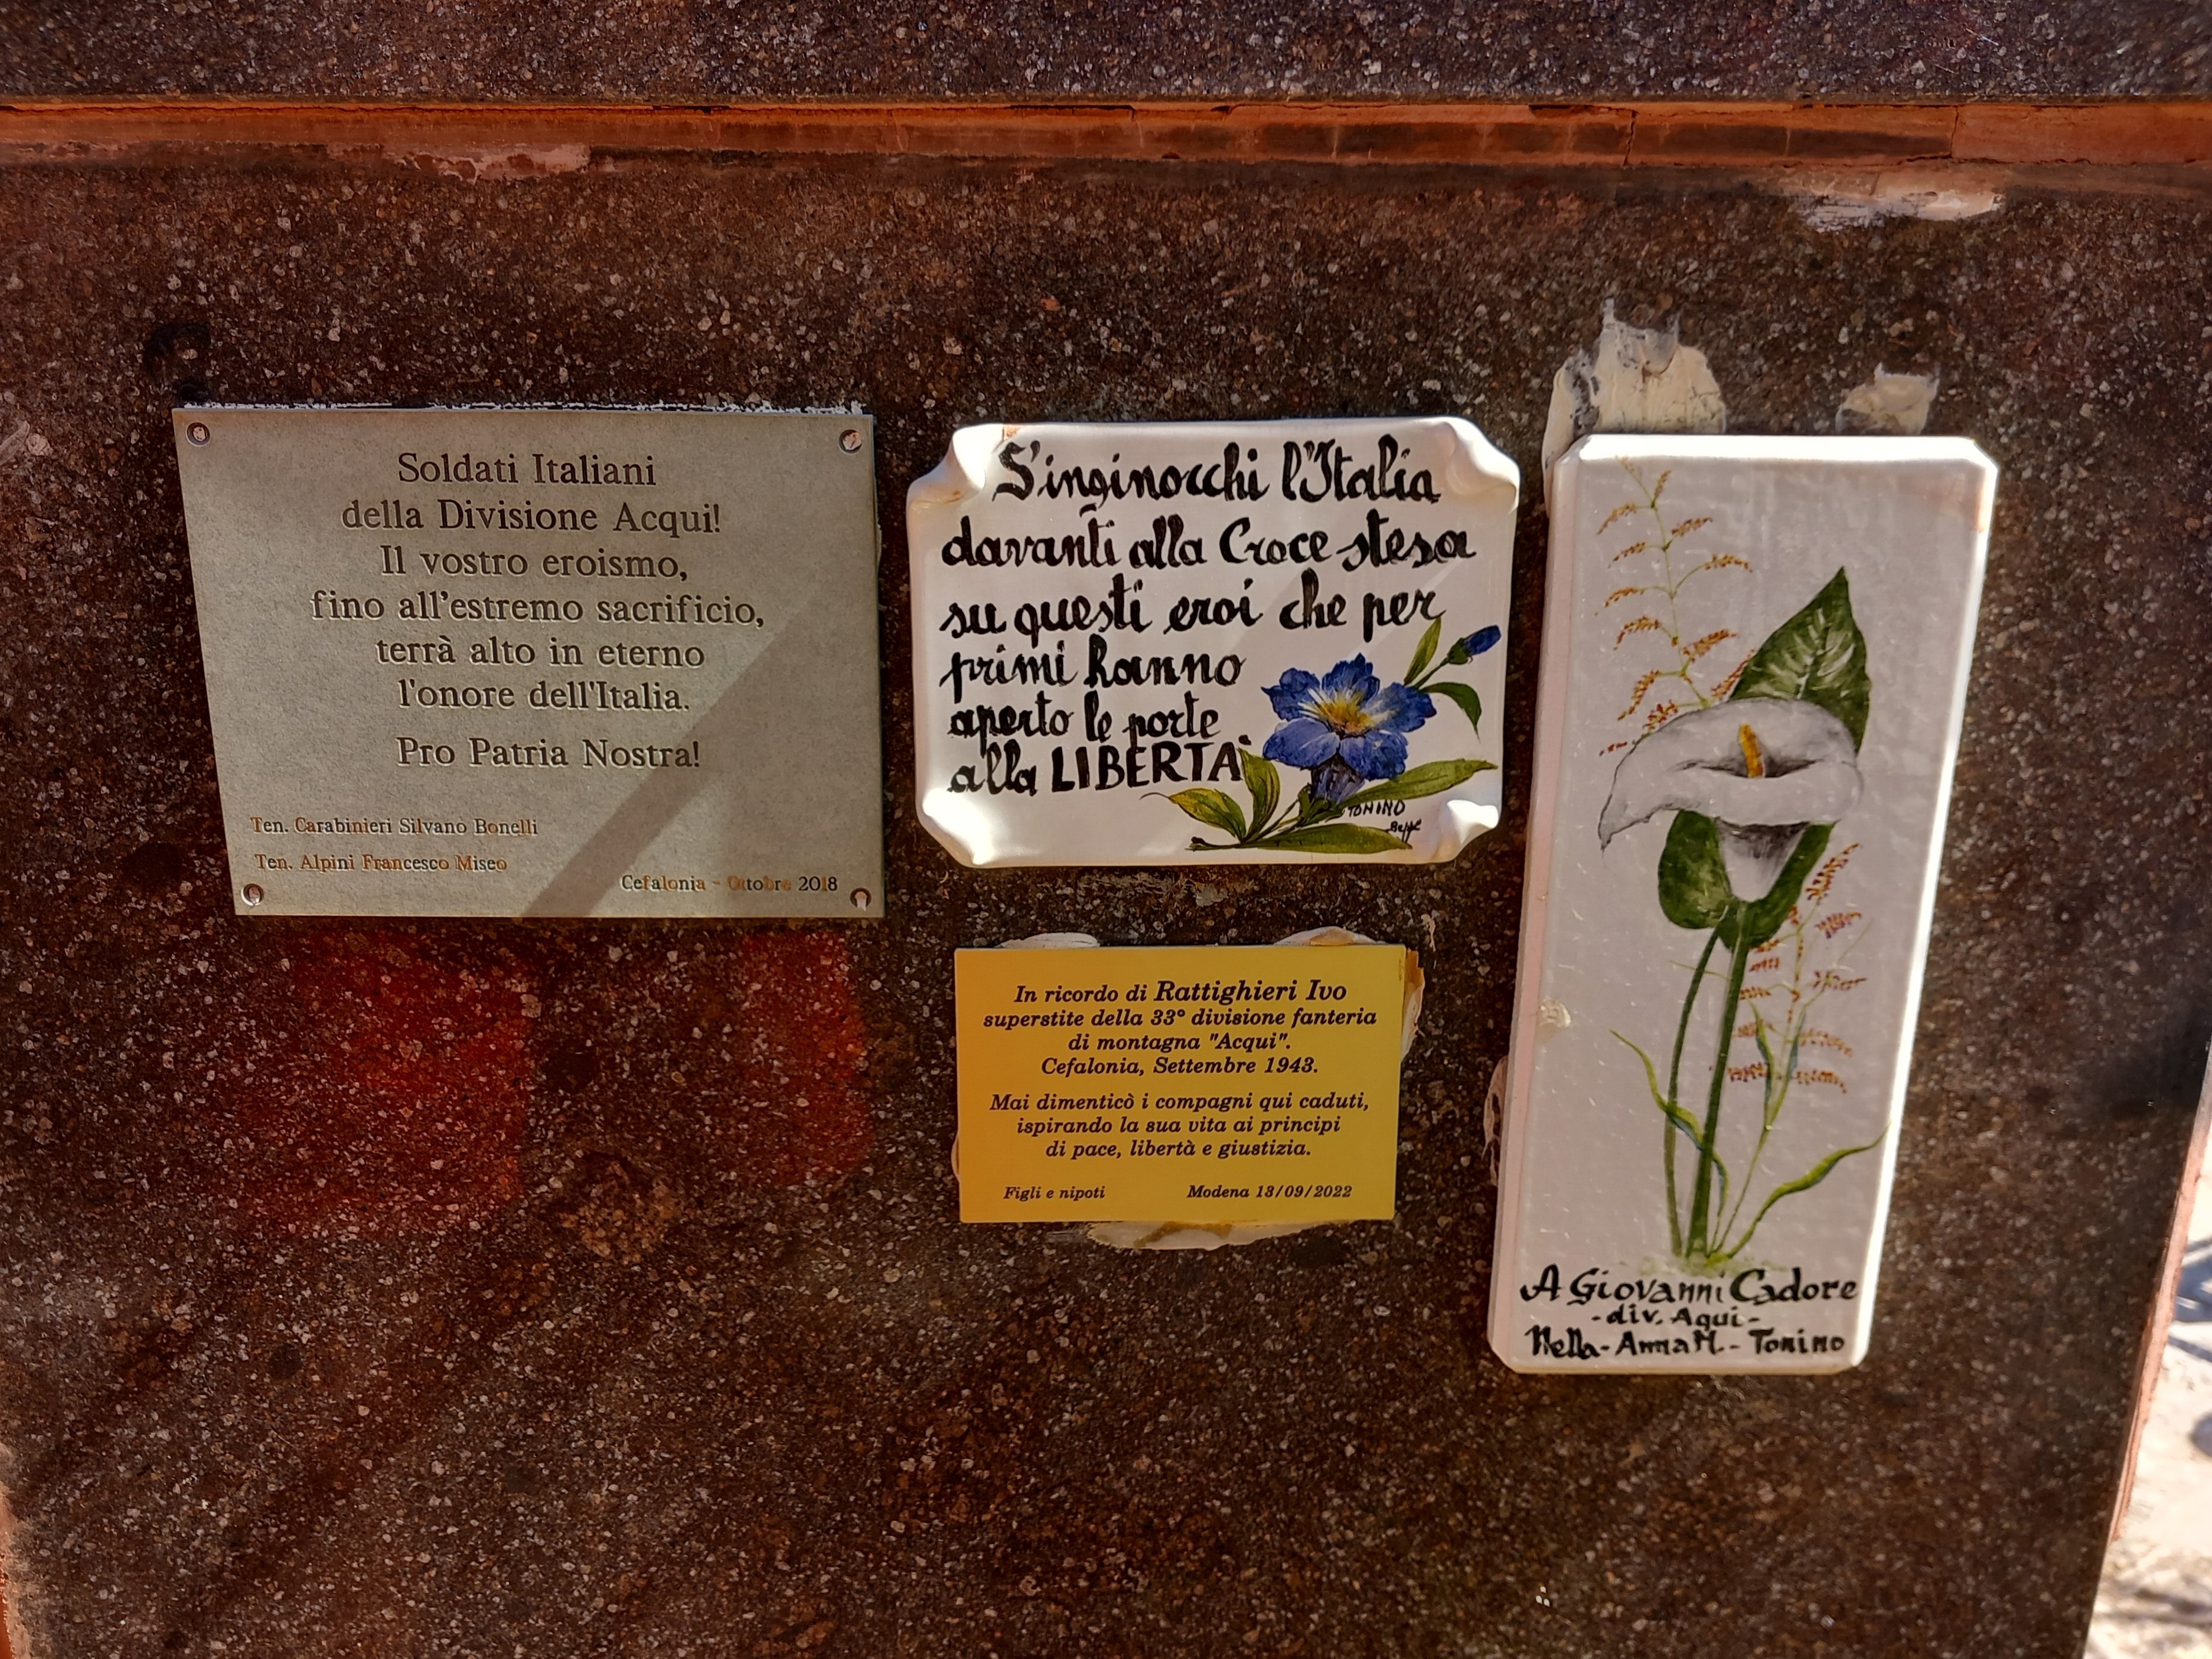 Soldati Italiani
della Divisione Acqui!
Il vostro eroismo,
fino all'estremo sacrificio,
terrà alto in eterno
l'onore dell'Italia.
Pro Patria Nostra!
Ten. Carabinieri Silvano Bonelli
Ten. Alpini Francesco Miseo
Cefalonia - Ottobre 2018
S'inginocchi l'Italia
davanti alla Croce stesa
su questi eroi che per
primi hanno
aperto le porte
alla LIBERTA'
TONINO
In ricordo di Rattighieri Ivo
superstite della 33° divisione fanteria
di montagna "Acqui".
Cefalonia, Settembre 1943.
Mai dimenticò i compagni qui caduti,
ispirando la sua vita ai principi
di pace, libertà e giustizia.
Figli e nipoti Modena 13/09/2022
A Giovanni Cadore
-div. Aqui-
Nella-Anna M.-Tonino